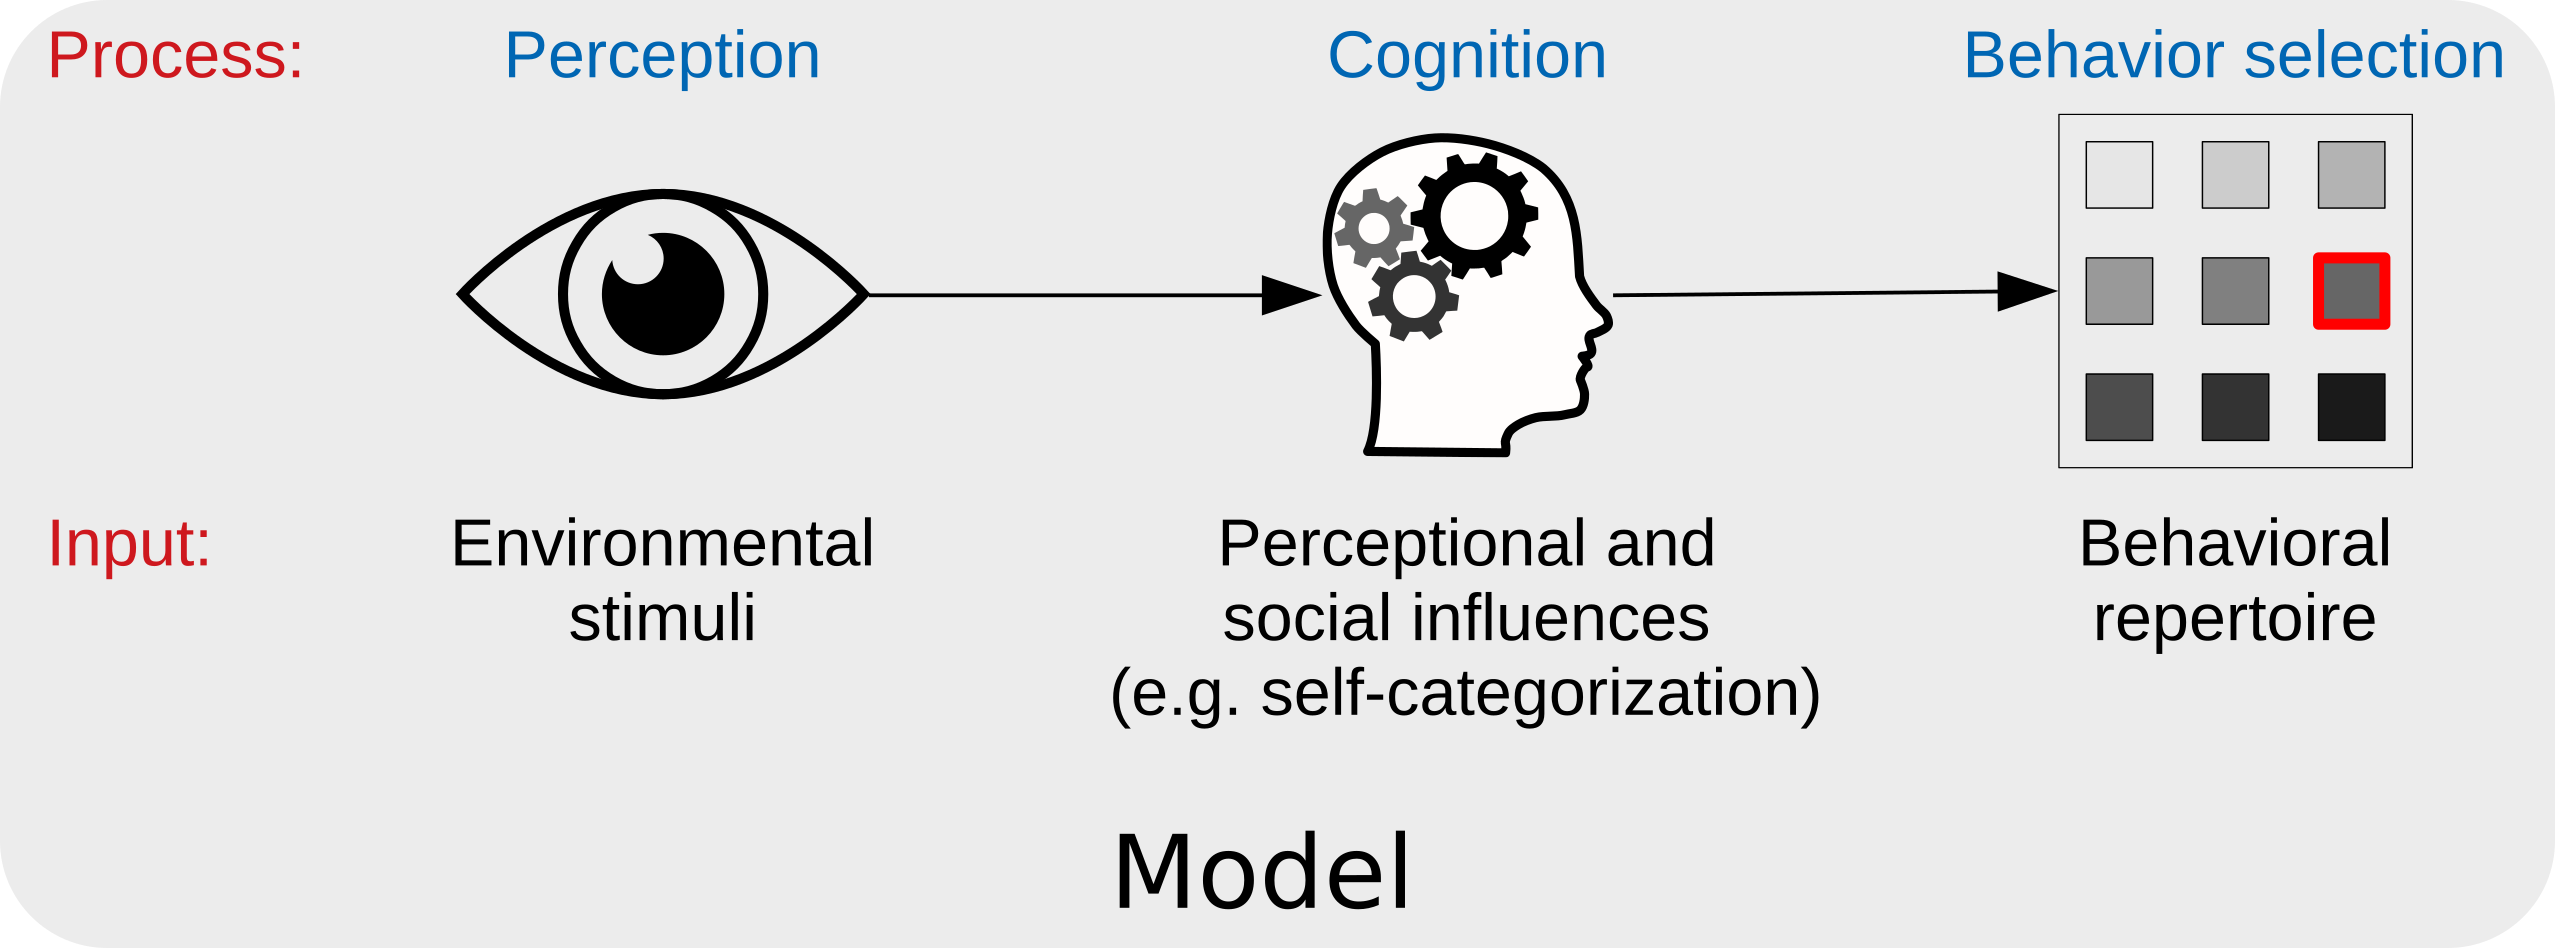 Process:
Perception
Cognition
Behavior selection
Input:
Environmental
stimuli
Perceptional and
social influences
(e.g. self-categorization)
Behavioral
repertoire
Model